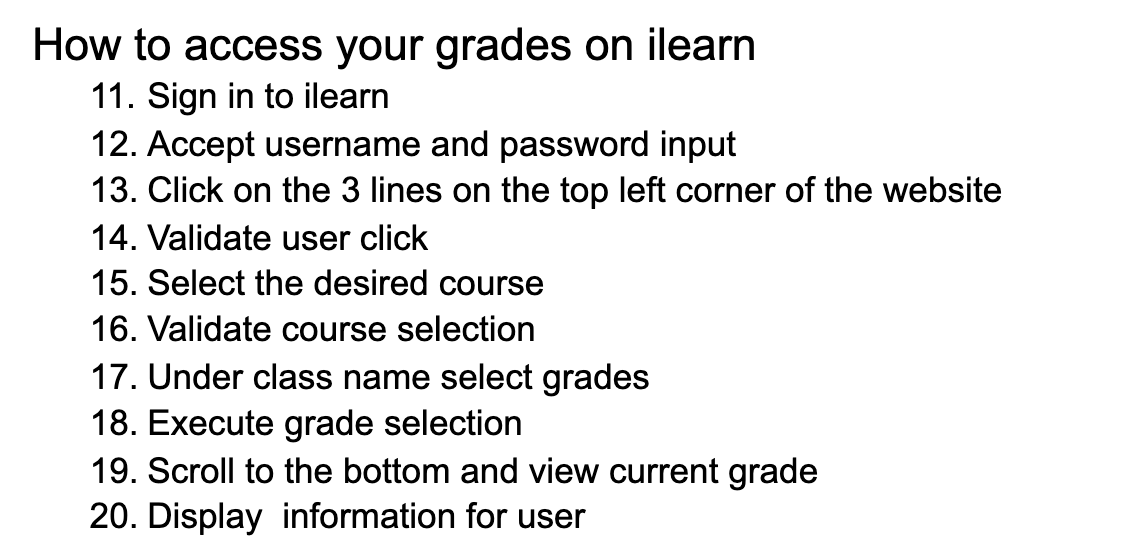 How to access your grades on ilearn
11. Sign in to ilearn
12. Accept username and password input
13. Click on the 3 lines on the top left corner of the website
14. Validate user click
15. Select the desired course
16. Validate course selection
17. Under class name select grades
18. Execute grade selection
19. Scroll to the bottom and view current grade
20. Display  information for user